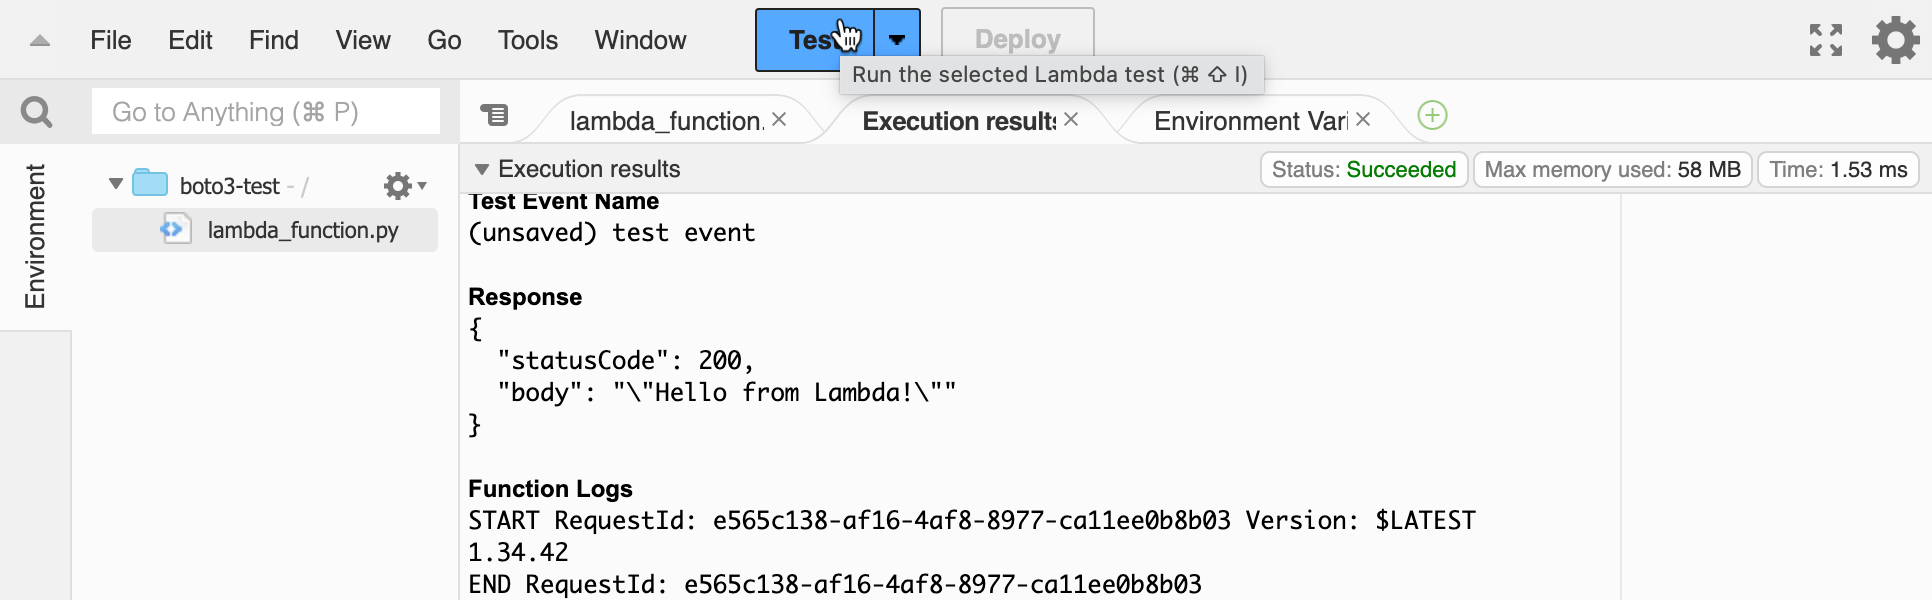 File Edit Find View Go Tools Window Tes Deploy
Run the selected Lambda test (⌘ ⇧ I)
Go to Anything (⌘ P)
lambda_function. × Execution results × Environment Vari ×
Environment
boto3-test - /
lambda_function.py
Execution results Status: Succeeded Max memory used: 58 MB Time: 1.53 ms
Test Event Name
(unsaved) test event
Response
{
"statusCode": 200,
"body": "\"Hello from Lambda!\""
}
Function Logs
START RequestId: e565c138-af16-4af8-8977-ca11ee0b8b03 Version: $LATEST
1.34.42
END RequestId: e565c138-af16-4af8-8977-ca11ee0b8b03